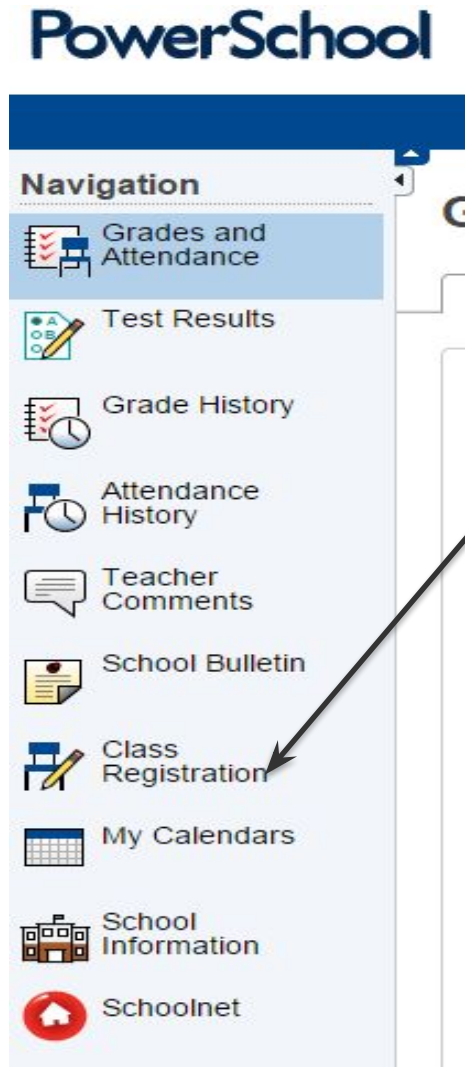 PowerSchool
Navigation
G
Grades and
Attendance
Test Results
Grade History
Attendance
History
Teacher
Comments
School Bulletin
Class
Registration
My Calendars
School
Information
Schoolnet